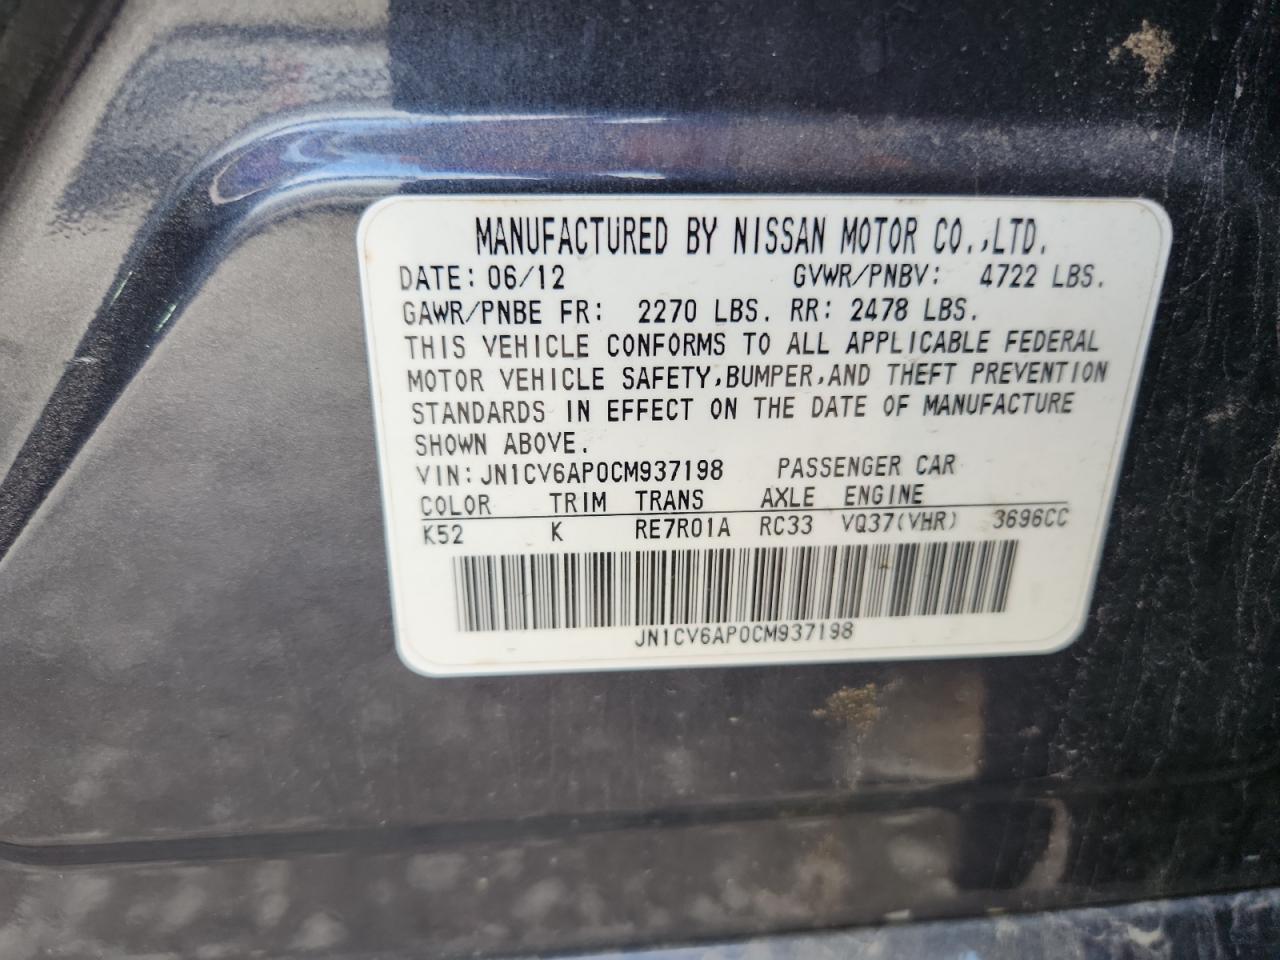 MANUFACTURED BY NISSAN MOTOR CO.,LTD.
DATE: 06/12 GVWR/PNBV: 4722 LBS.
GAWR/PNBE FR: 2270 LBS. RR: 2478 LBS.
THIS VEHICLE CONFORMS TO ALL APPLICABLE FEDERAL
MOTOR VEHICLE SAFETY,BUMPER,AND THEFT PREVENTION
STANDARDS IN EFFECT ON THE DATE OF MANUFACTURE
SHOWN ABOVE.
VIN: JN1CV6AP0CM937198 PASSENGER CAR
COLOR TRIM TRANS AXLE ENGINE
K52 K RE7R01A RC33 VQ37(VHR) 3696CC
JN1CV6AP0CM937198